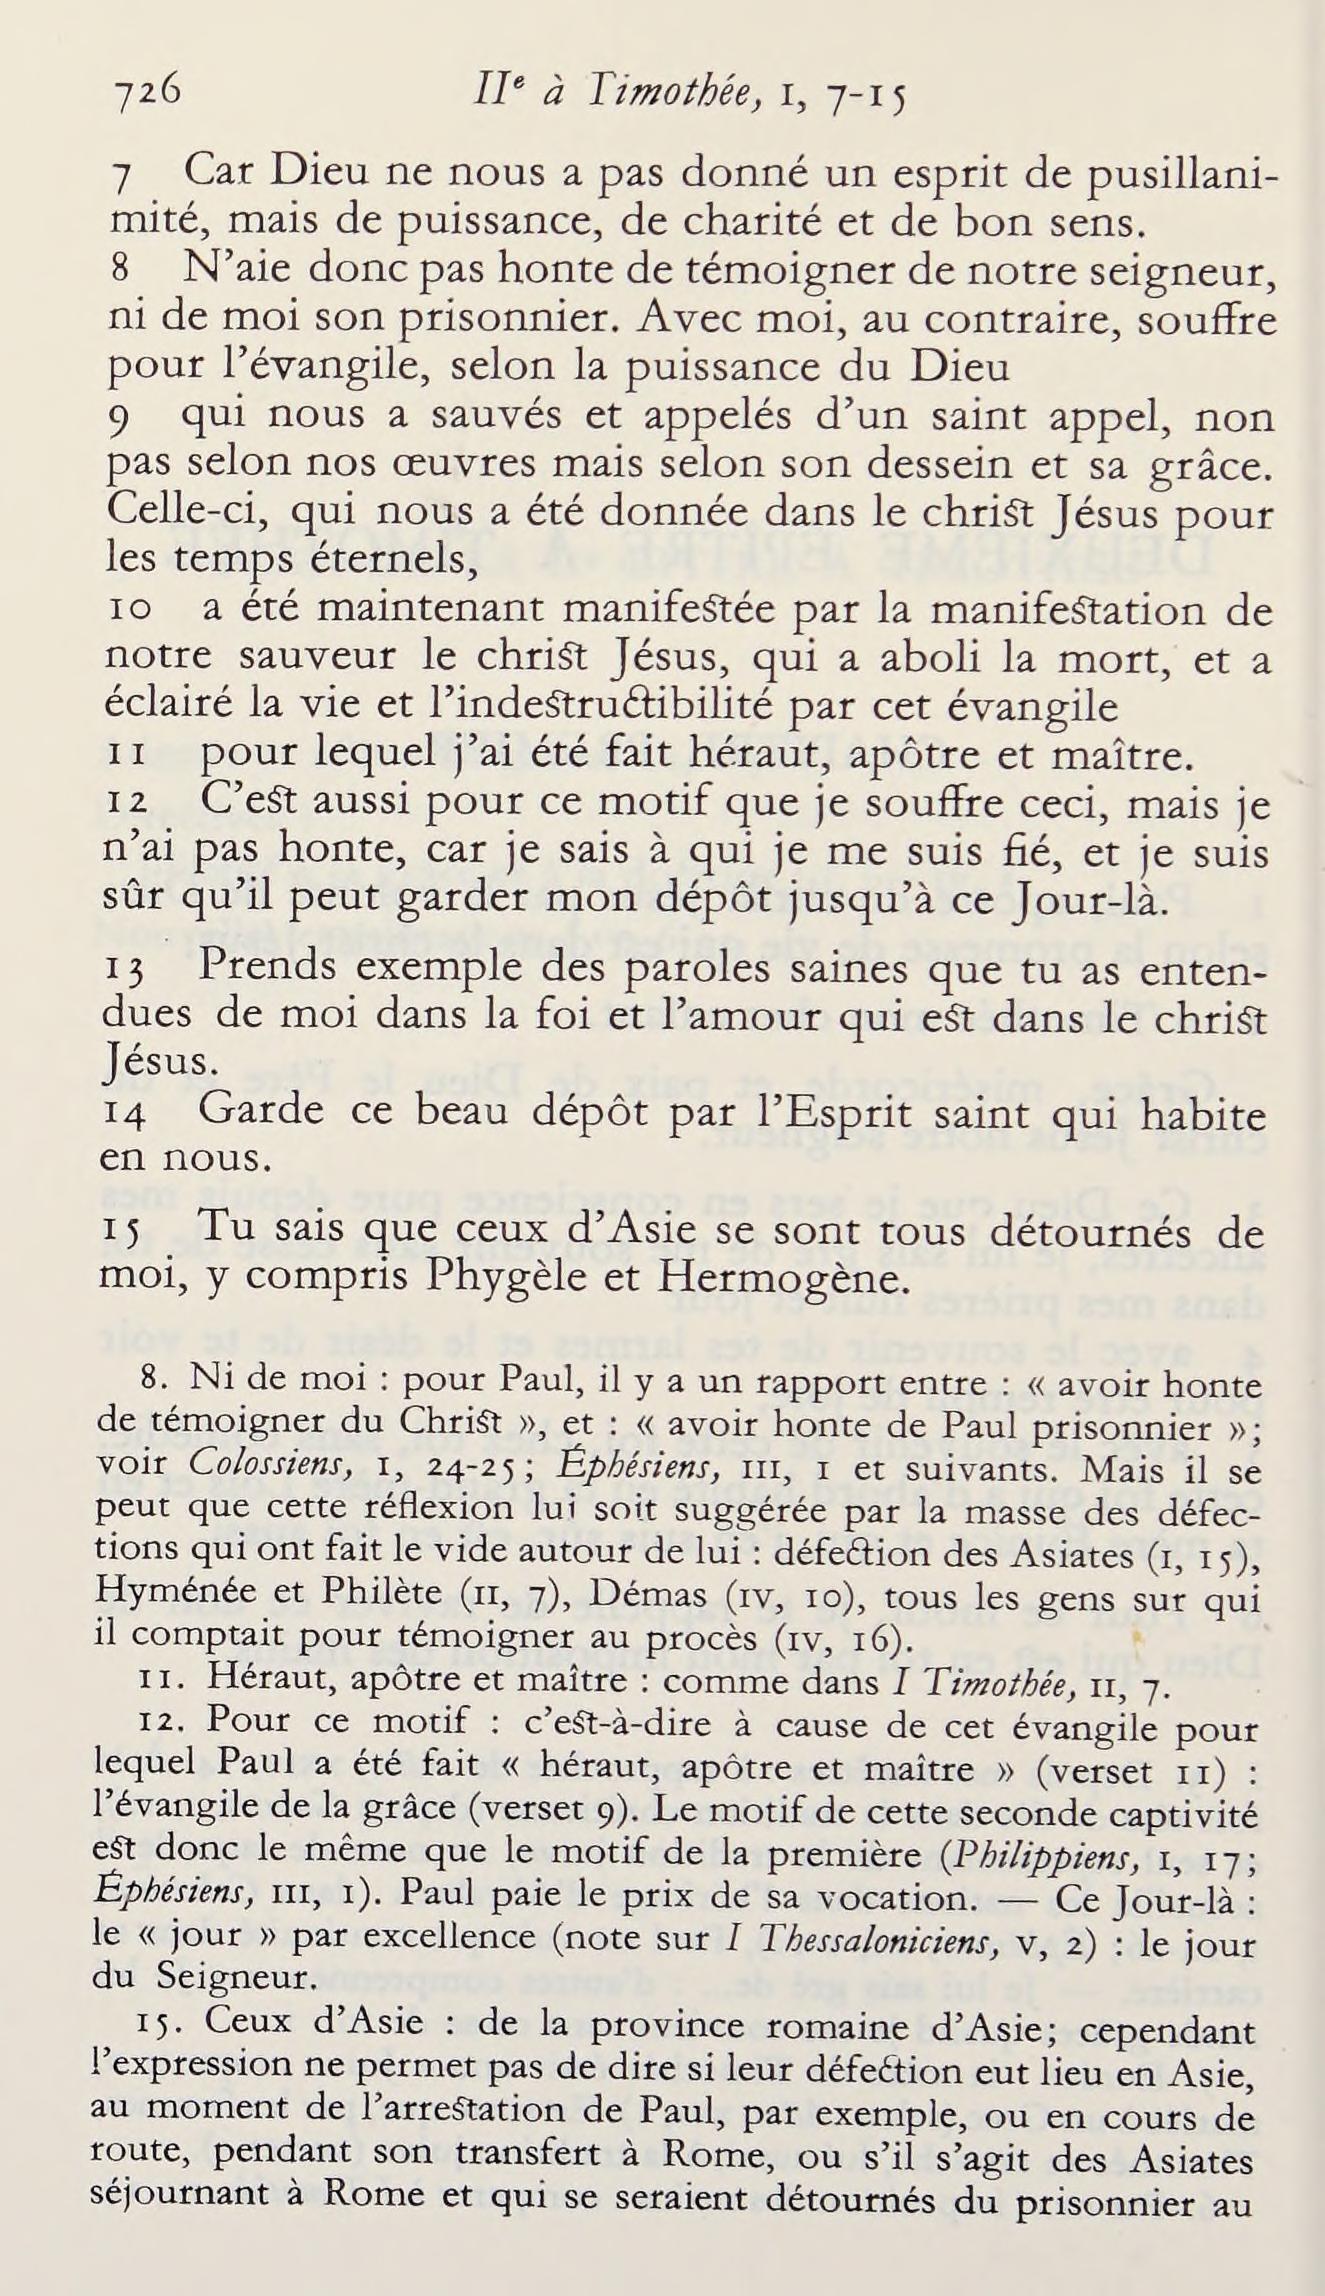 726
IIe à Timothée, I, 7-15
7 Car Dieu ne nous a pas donné un esprit de pusillani-
mité, mais de puissance, de charité et de bon sens.
8 N’aie donc pas honte de témoigner de notre seigneur,
ni de moi son prisonnier. Avec moi, au contraire, souffre
pour l’évangile, selon la puissance du Dieu
9 qui nous a sauvés et appelés d’un saint appel, non
pas selon nos œuvres mais selon son dessein et sa grâce.
Celle-ci, qui nous a été donnée dans le christ Jésus pour
les temps éternels,
10 a été maintenant manifestée par la manifestation de
notre sauveur le christ Jésus, qui a aboli la mort, et a
éclairé la vie et l’indestructibilité par cet évangile
11 pour lequel j’ai été fait héraut, apôtre et maître.
12 C’est aussi pour ce motif que je souffre ceci, mais je
n’ai pas honte, car je sais à qui je me suis fié, et je suis
sûr qu’il peut garder mon dépôt jusqu’à ce Jour-là.
13 Prends exemple des paroles saines que tu as enten-
dues de moi dans la foi et l’amour qui est dans le christ
Jésus.
14 Garde ce beau dépôt par l’Esprit saint qui habite
en nous.
15 Tu sais que ceux d’Asie se sont tous détournés de
moi, y compris Phygèle et Hermogène.
8. Ni de moi : pour Paul, il y a un rapport entre : « avoir honte
de témoigner du Christ », et : « avoir honte de Paul prisonnier »;
voir Colossiens, I, 24-25; Éphésiens, III, I et suivants. Mais il se
peut que cette réflexion lui soit suggérée par la masse des défec-
tions qui ont fait le vide autour de lui : défection des Asiates (I, 15),
Hyménée et Philète (II, 7), Démas (IV, 10), tous les gens sur qui
il comptait pour témoigner au procès (IV, 16).
11. Héraut, apôtre et maître : comme dans I Timothée, II, 7.
12. Pour ce motif : c’est-à-dire à cause de cet évangile pour
lequel Paul a été fait « héraut, apôtre et maître » (verset 11) :
l’évangile de la grâce (verset 9). Le motif de cette seconde captivité
est donc le même que le motif de la première (Philippiens, I, 17;
Éphésiens, III, I). Paul paie le prix de sa vocation. — Ce Jour-là :
le « jour » par excellence (note sur I Thessaloniciens, V, 2) : le jour
du Seigneur.
15. Ceux d’Asie : de la province romaine d’Asie; cependant
l’expression ne permet pas de dire si leur défection eut lieu en Asie,
au moment de l’arrestation de Paul, par exemple, ou en cours de
route, pendant son transfert à Rome, ou s’il s’agit des Asiates
séjournant à Rome et qui se seraient détournés du prisonnier au